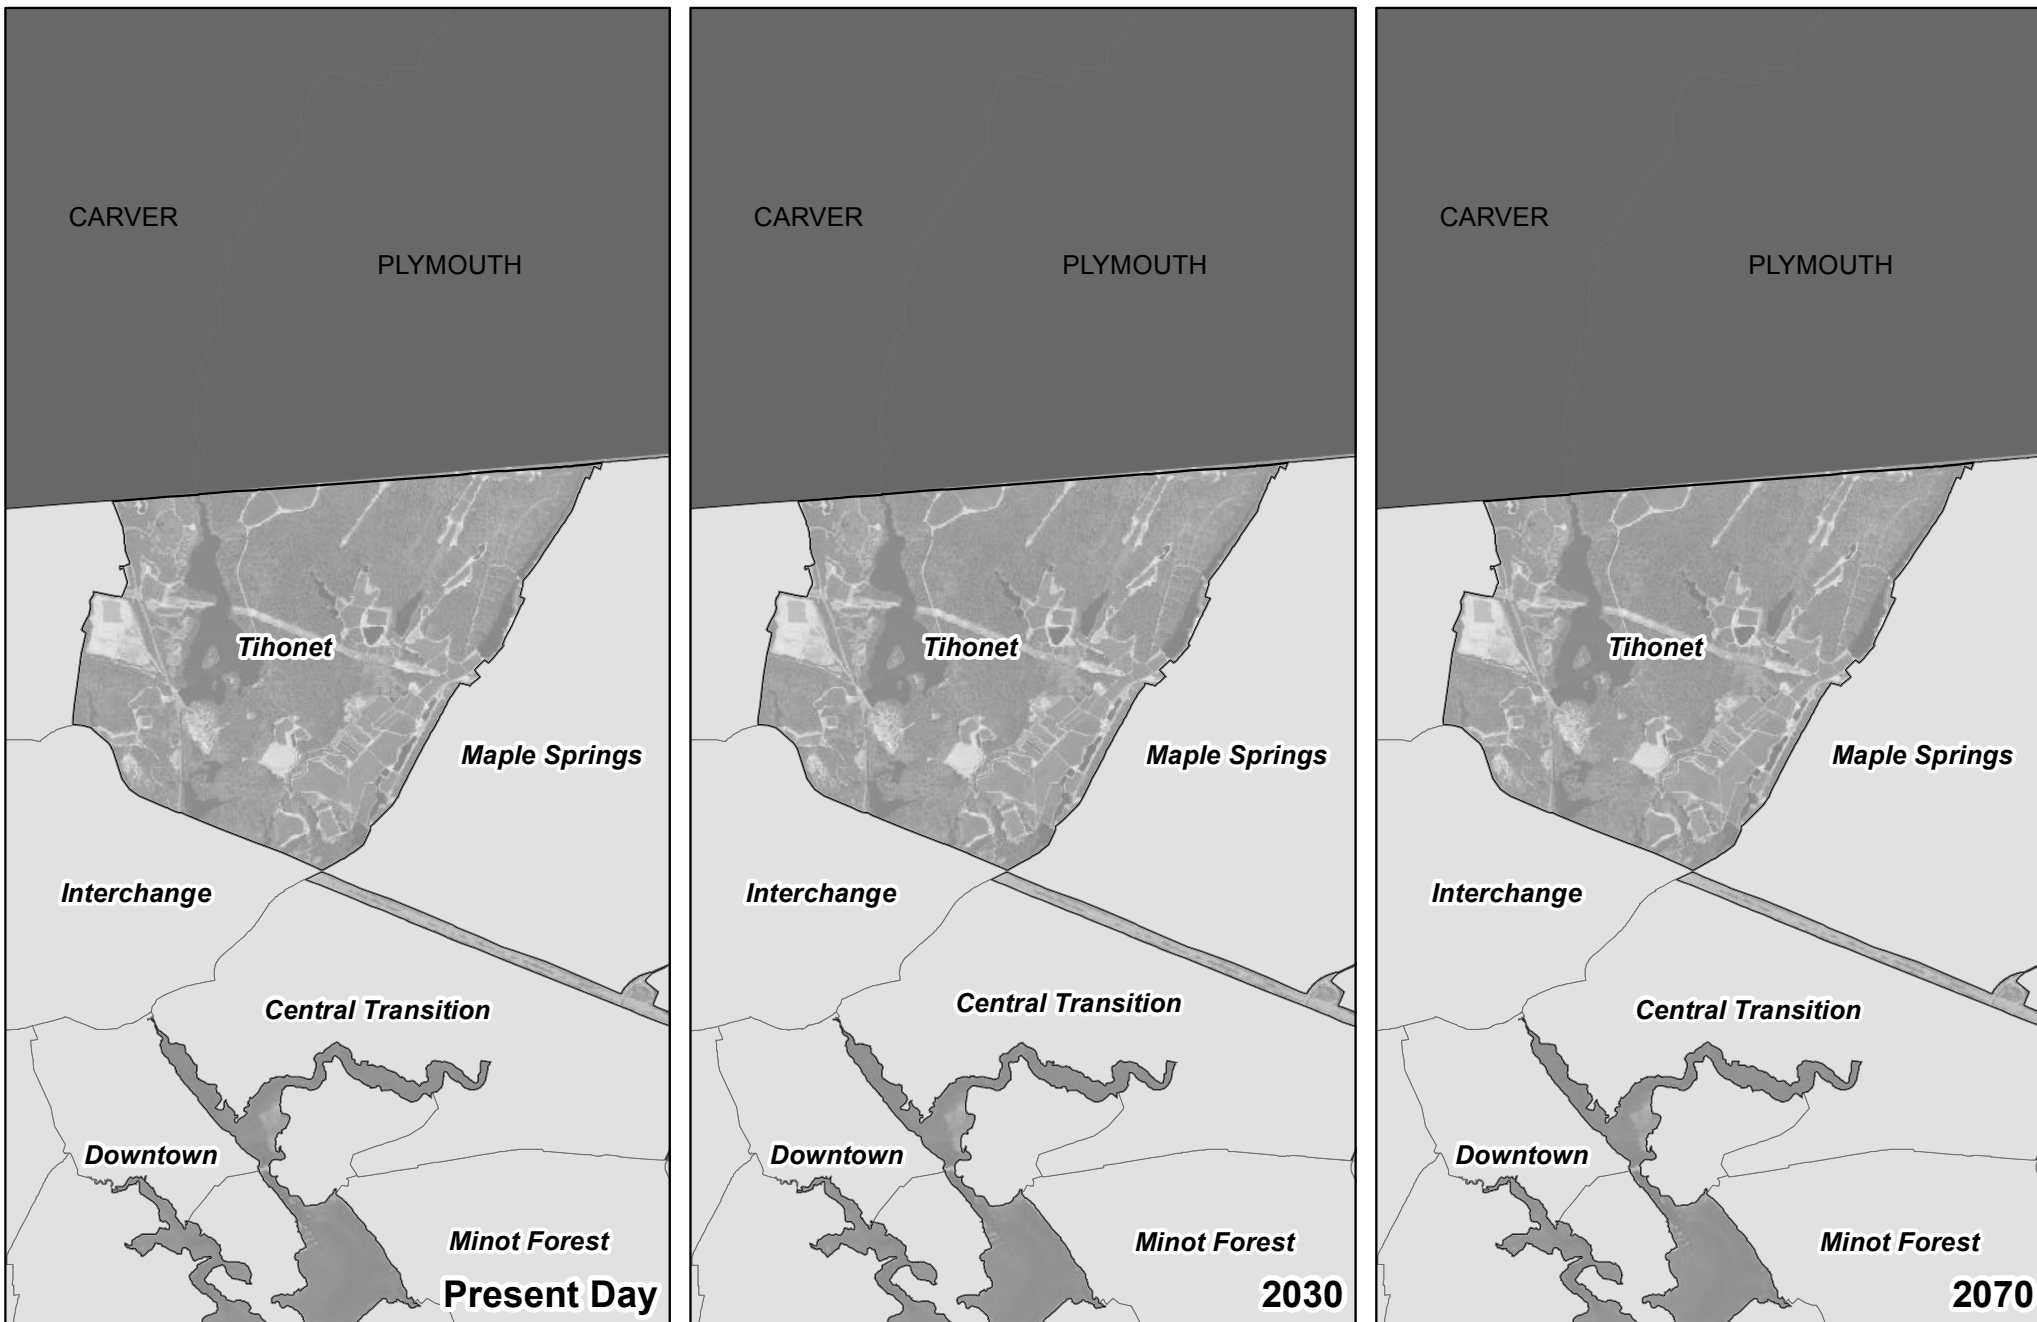 CARVER
PLYMOUTH
Tihonet
Maple Springs
Interchange
Central Transition
Downtown
Minot Forest
Present Day
CARVER
PLYMOUTH
Tihonet
Maple Springs
Interchange
Central Transition
Downtown
Minot Forest
2030
CARVER
PLYMOUTH
Tihonet
Maple Springs
Interchange
Central Transition
Downtown
Minot Forest
2070